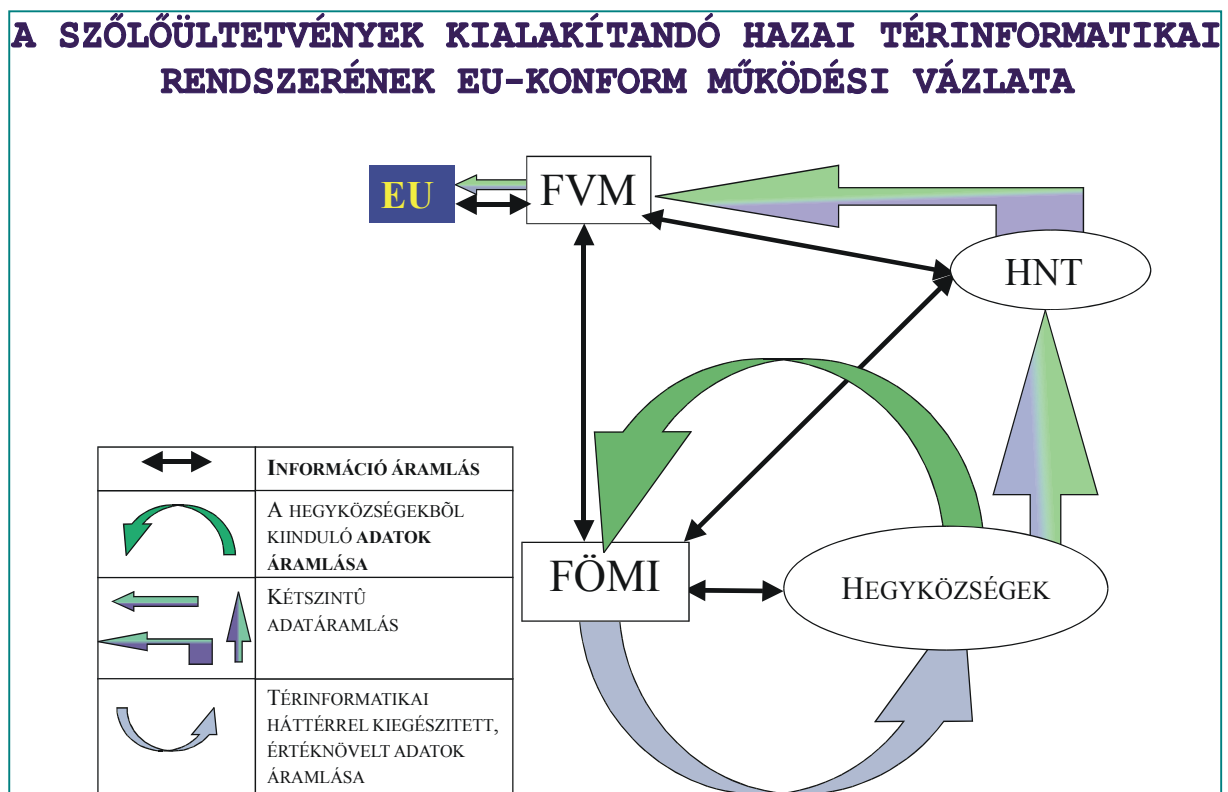 A SZŐLŐÜLTETVÉNYEK KIALAKÍTANDÓ HAZAI TÉRINFORMATIKAI
RENDSZERÉNEK EU-KONFORM MŰKÖDÉSI VÁZLATA
EU
FVM
HNT
INFORMÁCIÓ ÁRAMLÁS
A HEGYKÖZSÉGEKBÕL
KIINDULÓ ADATOK
ÁRAMLÁSA
KÉTSZINTÛ
ADATÁRAMLÁS
TÉRINFORMATIKAI
HÁTTÉRREL KIEGÉSZITETT,
ÉRTÉKNÖVELT ADATOK
ÁRAMLÁSA
FÖMI
HEGYKÖZSÉGEK